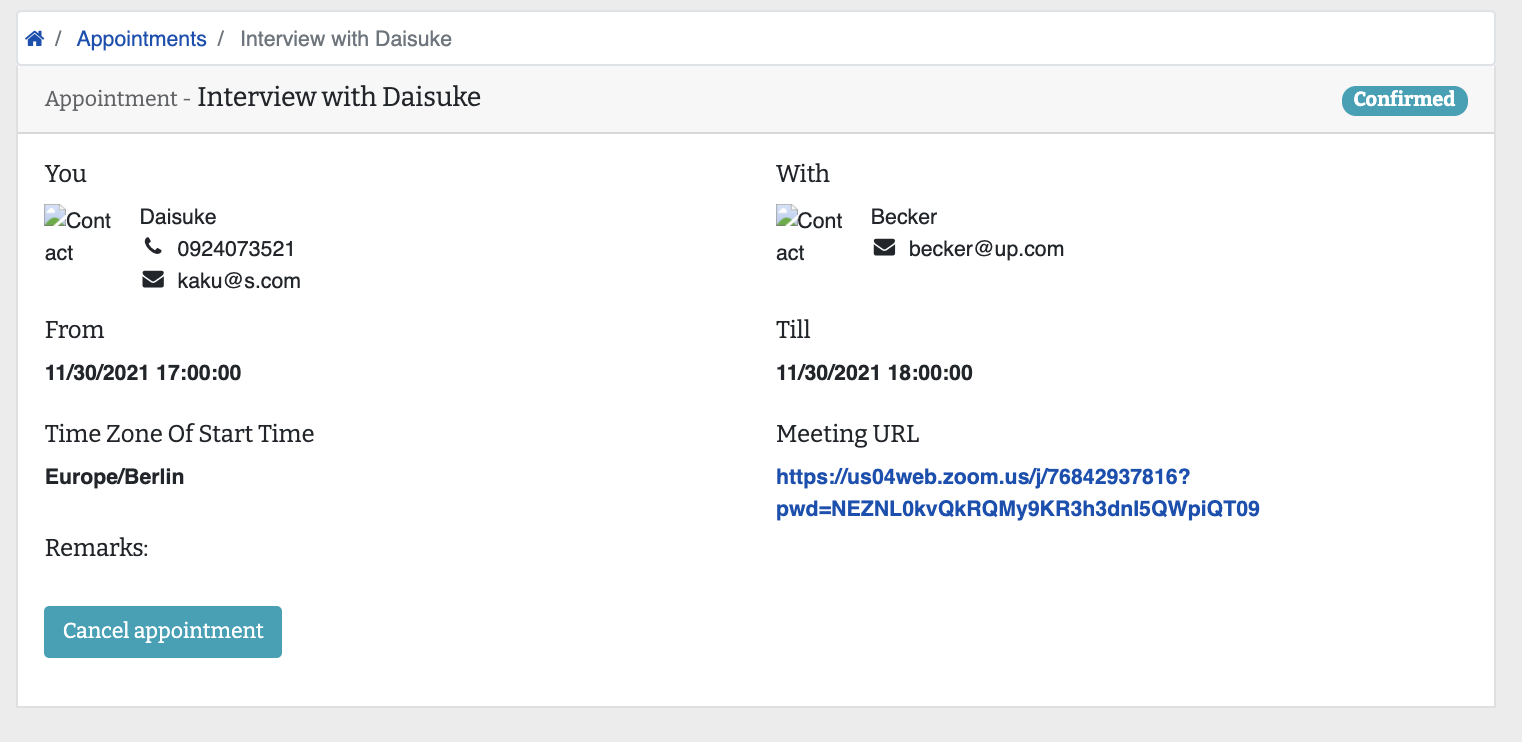 / Appointments / Interview with Daisuke
Appointment - Interview with Daisuke
Confirmed
You
Contact
Daisuke
0924073521
kaku@s.com
With
Contact
Becker
becker@up.com
From
11/30/2021 17:00:00
Till
11/30/2021 18:00:00
Time Zone Of Start Time
Europe/Berlin
Meeting URL
https://us04web.zoom.us/j/76842937816?
pwd=NEZNL0kvQkRQMy9KR3h3dnI5QWpiQT09
Remarks:
Cancel appointment